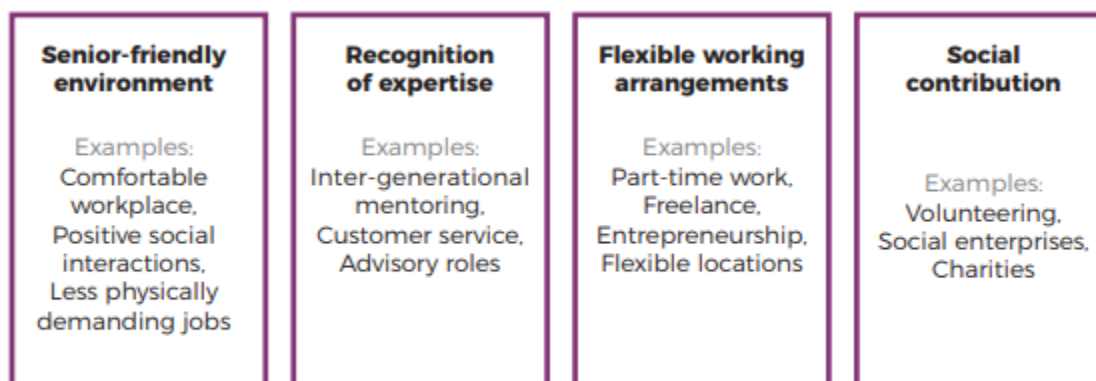 Senior-friendly
environment
Examples:
Comfortable
workplace,
Positive social
interactions,
Less physically
demanding jobs
Recognition
of expertise
Examples:
Inter-generational
mentoring,
Customer service,
Advisory roles
Flexible working
arrangements
Examples:
Part-time work,
Freelance,
Entrepreneurship,
Flexible locations
Social
contribution
Examples:
Volunteering,
Social enterprises,
Charities